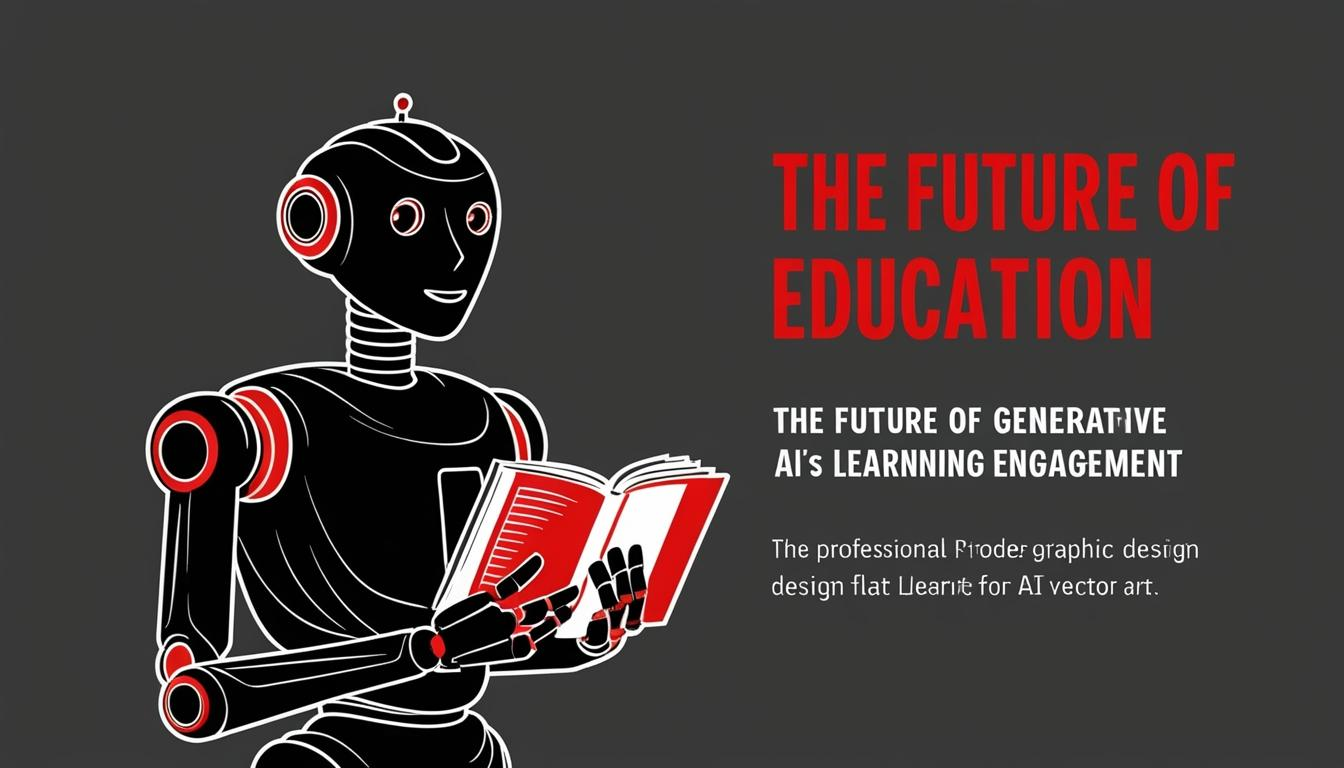 THE FUTURE OF
EDUCATION
THE FUTURE OF GENERATIVE
AI's LEARNNING ENGAGEMENT
The professional graphic design
design flat for AI vector art.